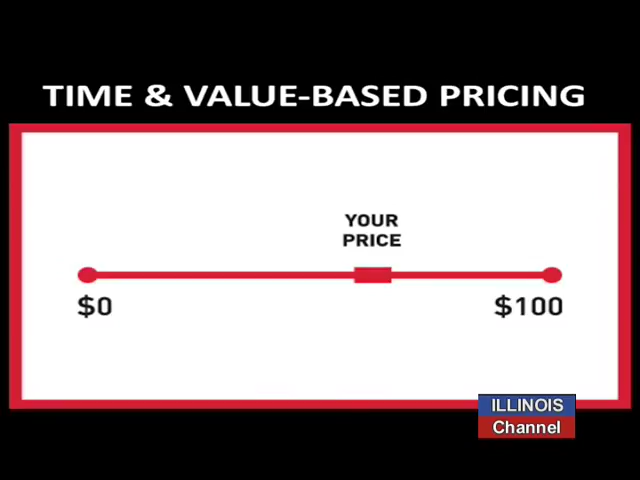 TIME & VALUE-BASED PRICING
YOUR
PRICE
$0
$100
ILLINOIS
Channel